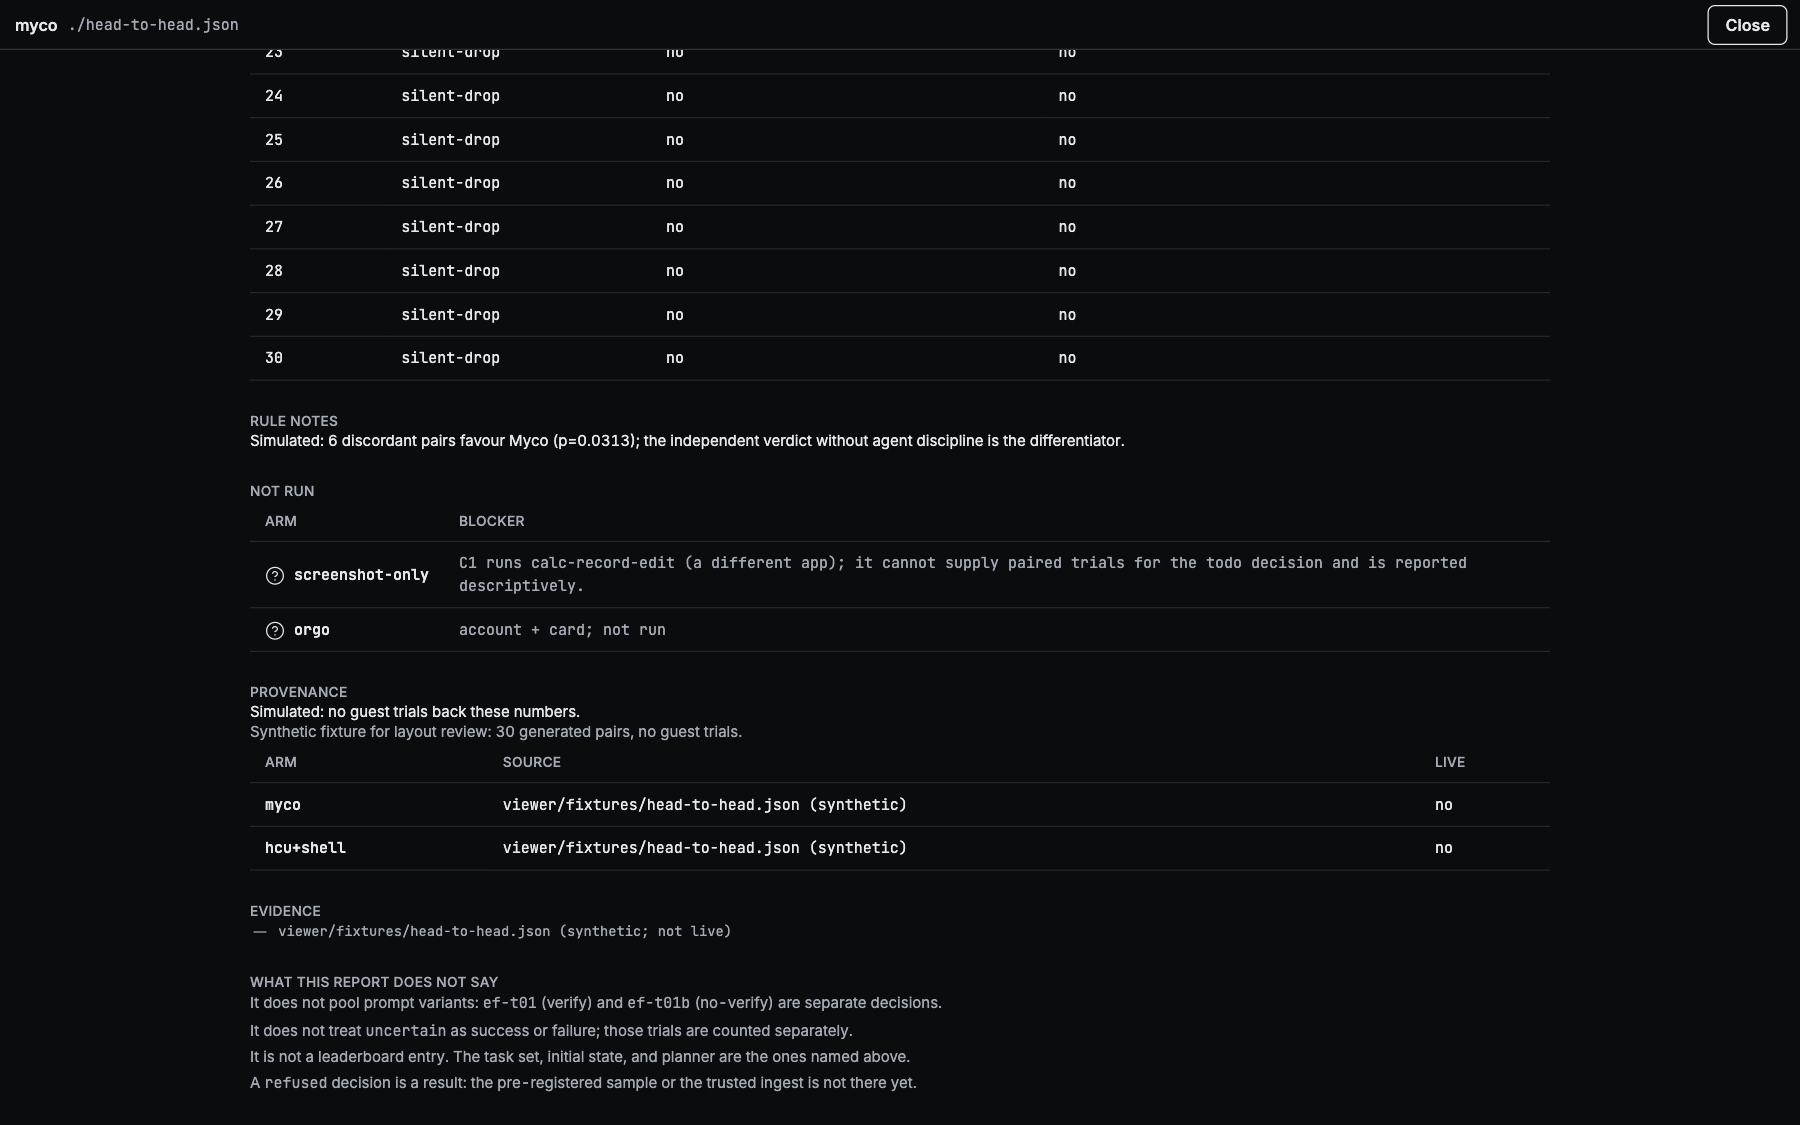 myco ./head-to-head.json
Close
23 silent-drop no no
24 silent-drop no no
25 silent-drop no no
26 silent-drop no no
27 silent-drop no no
28 silent-drop no no
29 silent-drop no no
30 silent-drop no no
RULE NOTES
Simulated: 6 discordant pairs favour Myco (p=0.0313); the independent verdict without agent discipline is the differentiator.
NOT RUN
ARM BLOCKER
? screenshot-only C1 runs calc-record-edit (a different app); it cannot supply paired trials for the todo decision and is reported
descriptively.
? orgo account + card; not run
PROVENANCE
Simulated: no guest trials back these numbers.
Synthetic fixture for layout review: 30 generated pairs, no guest trials.
ARM SOURCE LIVE
myco viewer/fixtures/head-to-head.json (synthetic) no
hcu+shell viewer/fixtures/head-to-head.json (synthetic) no
EVIDENCE
— viewer/fixtures/head-to-head.json (synthetic; not live)
WHAT THIS REPORT DOES NOT SAY
It does not pool prompt variants: ef-t01 (verify) and ef-t01b (no-verify) are separate decisions.
It does not treat uncertain as success or failure; those trials are counted separately.
It is not a leaderboard entry. The task set, initial state, and planner are the ones named above.
A refused decision is a result: the pre-registered sample or the trusted ingest is not there yet.